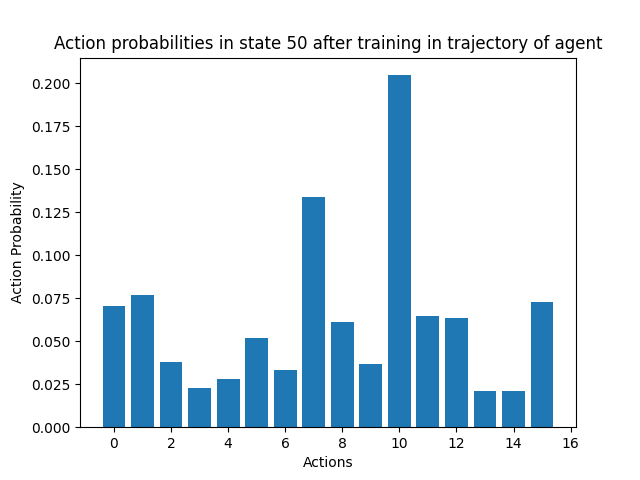 Action probabilities in state 50 after training in trajectory of agent
0.200
0.175
0.150
0.125
0.100
0.075
0.050
0.025
0.000
Action Probability
0 2 4 6 8 10 12 14 16
Actions